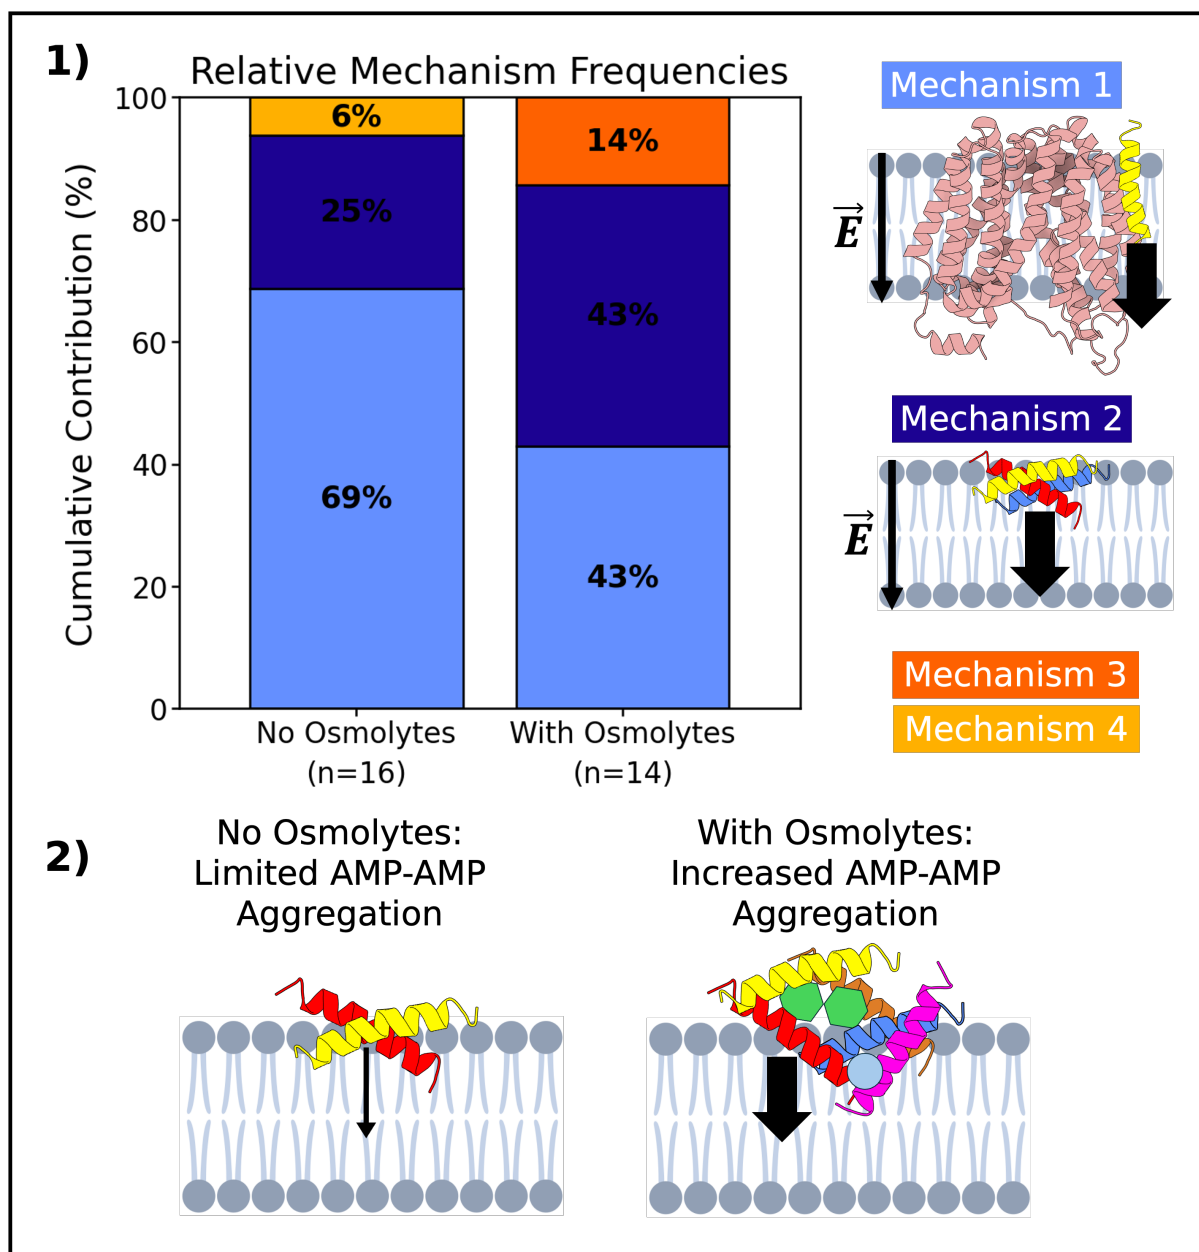 1)
Relative Mechanism Frequencies
Cumulative Contribution (%)
100
80
60
40
20
0
6%
25%
69%
14%
43%
43%
No Osmolytes
(n=16)
With Osmolytes
(n=14)
Mechanism 1
E
Mechanism 2
E
Mechanism 3
Mechanism 4
2)
No Osmolytes:
Limited AMP-AMP
Aggregation
With Osmolytes:
Increased AMP-AMP
Aggregation